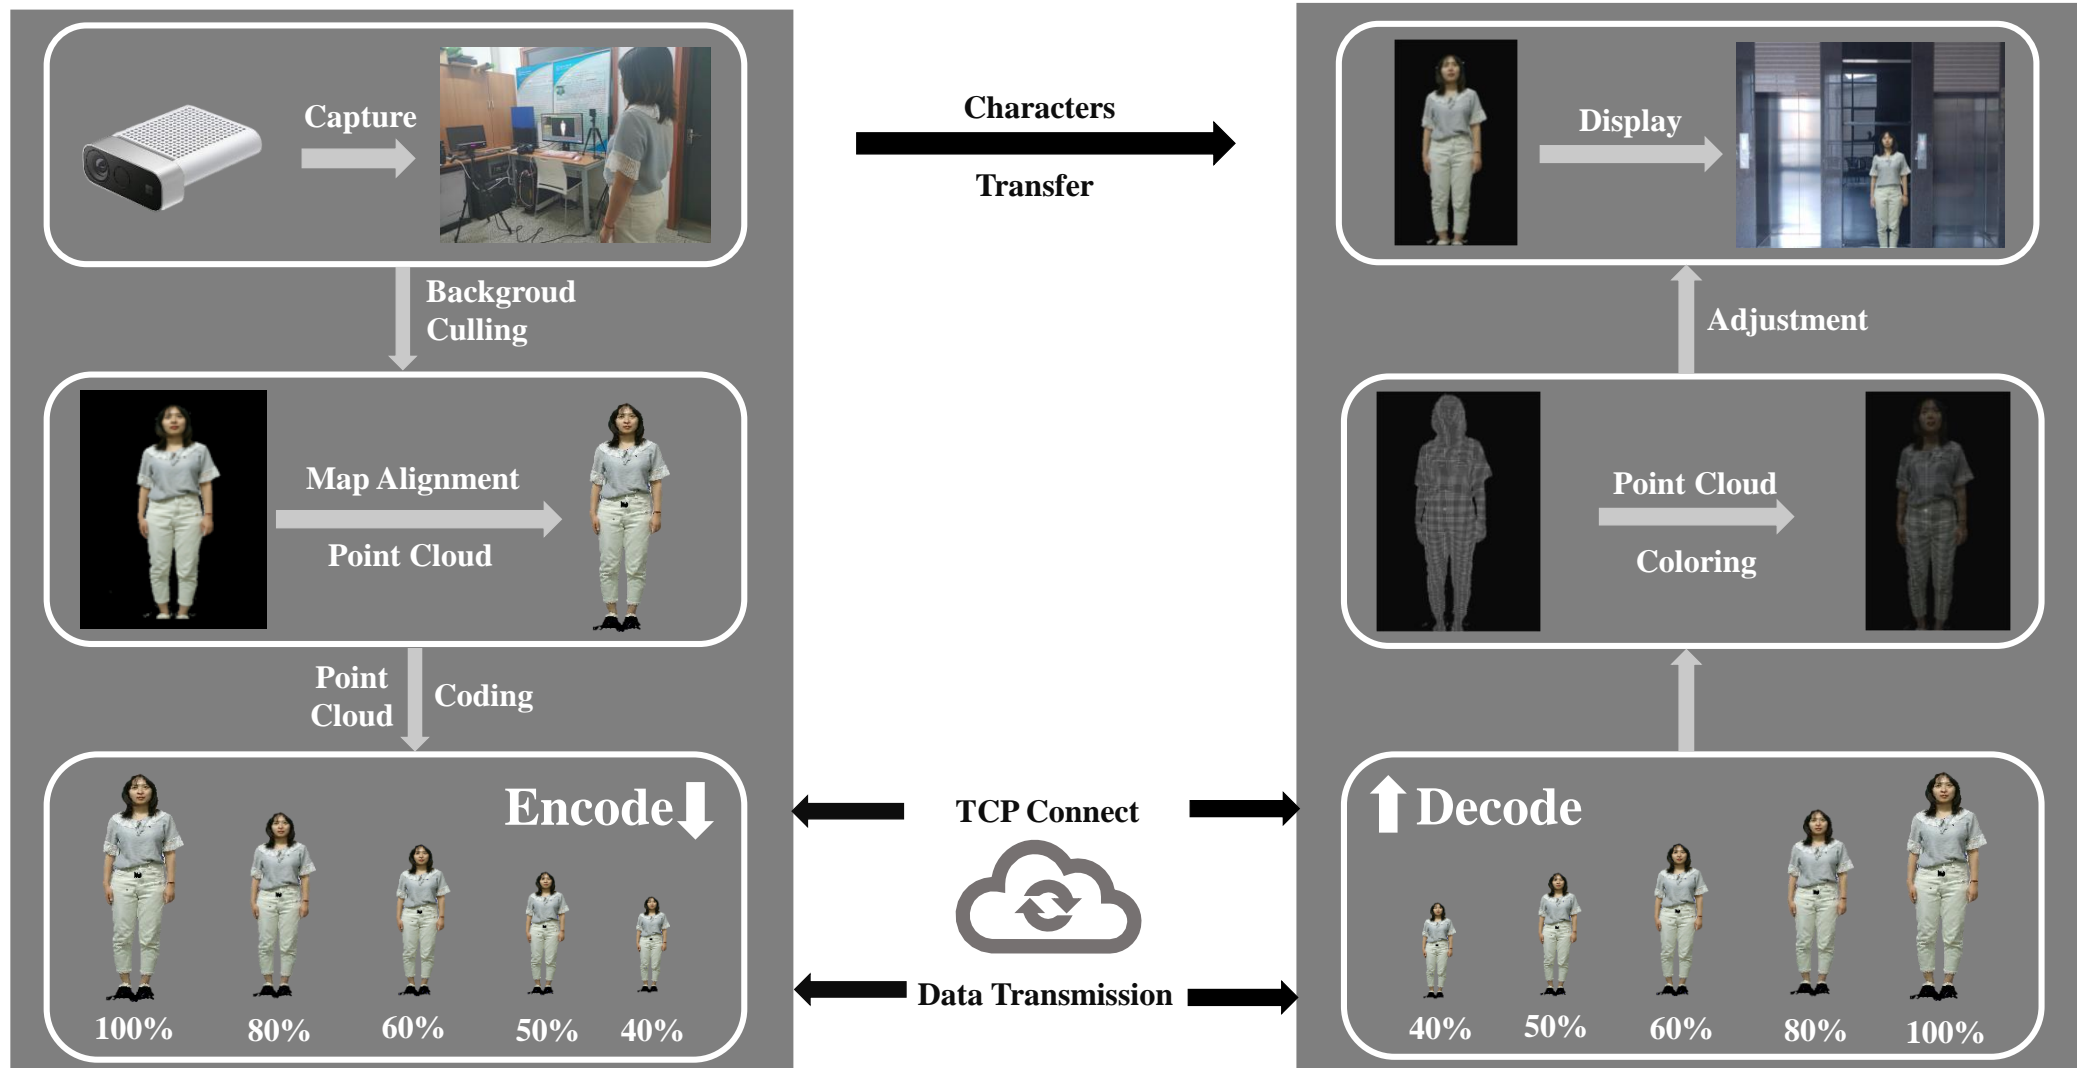 Capture
Backgroud
Culling
Map Alignment
Point Cloud
Point
Cloud
Coding
Encode
100%
80%
60%
50%
40%
Characters
Transfer
TCP Connect
Data Transmission
Display
Adjustment
Point Cloud
Coloring
Decode
40%
50%
60%
80%
100%